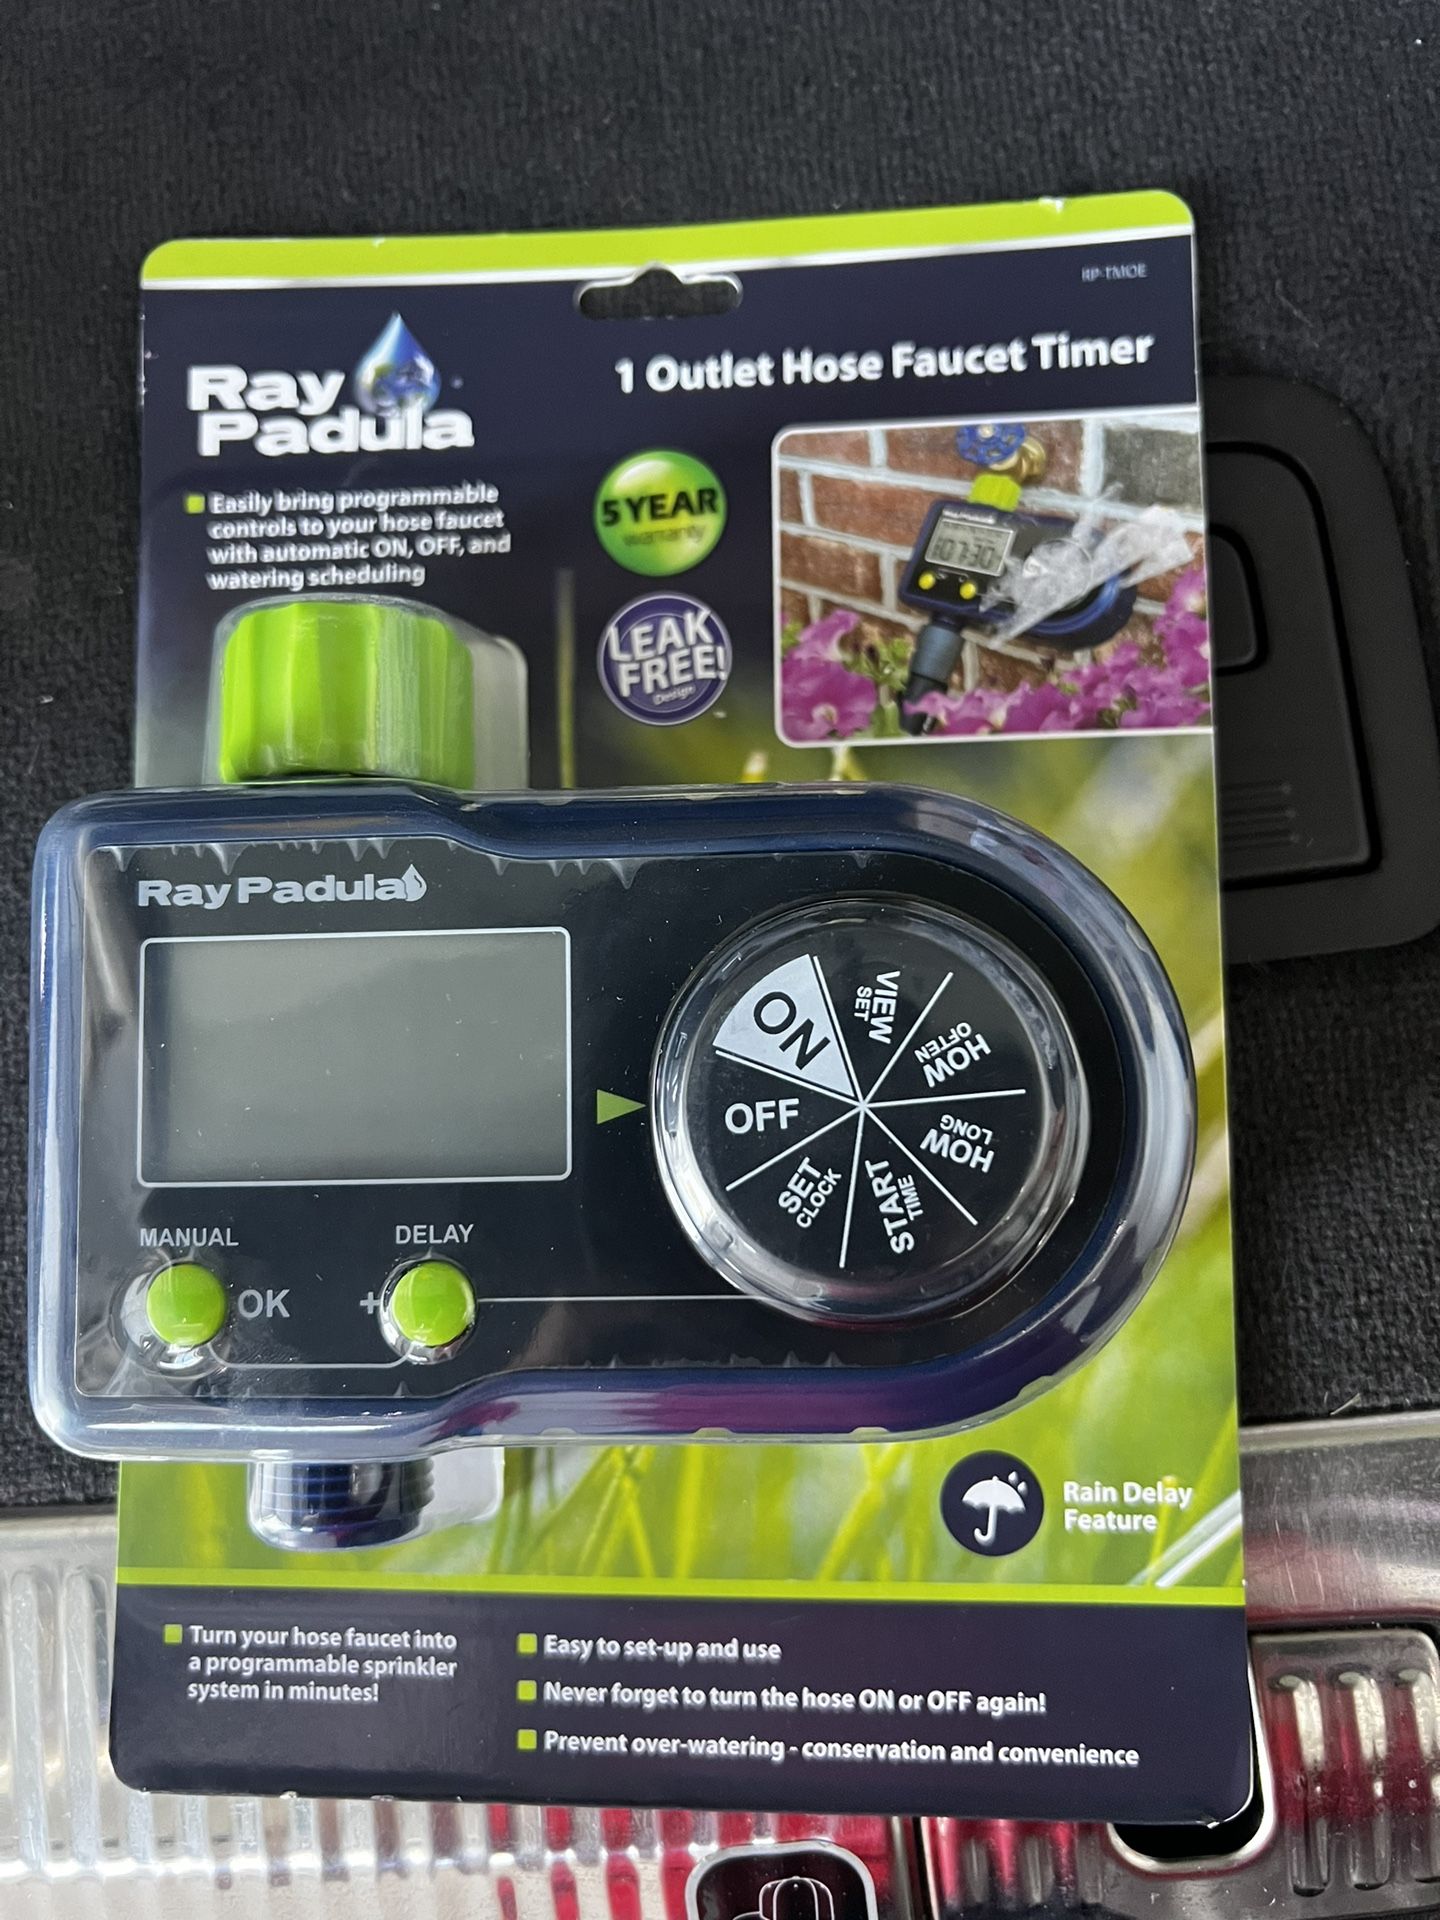 RP-TMOE
Ray
Padula
1 Outlet Hose Faucet Timer
Easily bring programmable
controls to your hose faucet
with automatic ON, OFF, and
watering scheduling
5 YEAR
warranty
LEAK
FREE!
Design
Ray Padula
ON
VIEW
SET
HOW
OFTEN
HOW
LONG
START
TIME
SET
CLOCK
OFF
MANUAL
DELAY
OK
+
Rain Delay
Feature
Turn your hose faucet into
a programmable sprinkler
system in minutes!
Easy to set-up and use
Never forget to turn the hose ON or OFF again!
Prevent over-watering - conservation and convenience